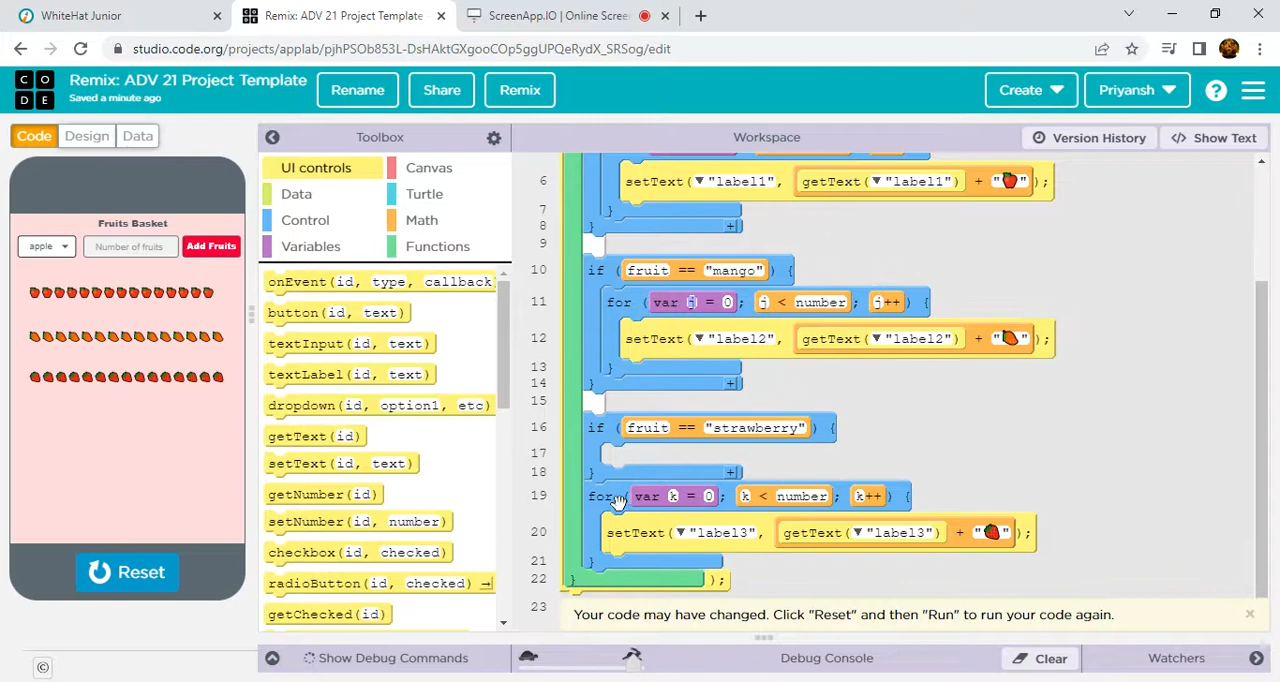 WhiteHat Junior
Remix: ADV 21 Project Template
ScreenApp.IO | Online Screen
studio.code.org/projects/applab/pjhPSOb853L-DsHAktGXgooCOp5ggUPQeRydX_SRSog/edit
CODE
Remix: ADV 21 Project Template
Saved a minute ago
Rename
Share
Remix
Create
Priyansh
?
Code
Design
Data
Toolbox
Workspace
Version History
</> Show Text
Fruits Basket
apple
Number of fruits
Add Fruits
Reset
UI controls
Canvas
Data
Turtle
Control
Math
Variables
Functions
onEvent(id, type, callback)
button(id, text)
textInput(id, text)
textLabel(id, text)
dropdown(id, option1, etc)
getText(id)
setText(id, text)
getNumber(id)
setNumber(id, number)
checkbox(id, checked)
radioButton(id, checked)
getChecked(id)
6 setText(▼"label1", getText(▼"label1") + "🍎");
7 }
8 }
9
10 if (fruit == "mango") {
11 for (var j = 0; j < number; j++) {
12 setText(▼"label2", getText(▼"label2") + "🥭");
13 }
14 }
15
16 if (fruit == "strawberry") {
17
18 }
19 for (var k = 0; k < number; k++) {
20 setText(▼"label3", getText(▼"label3") + "🍓");
21 }
22 });
23
Your code may have changed. Click "Reset" and then "Run" to run your code again.
Show Debug Commands
Debug Console
Clear
Watchers